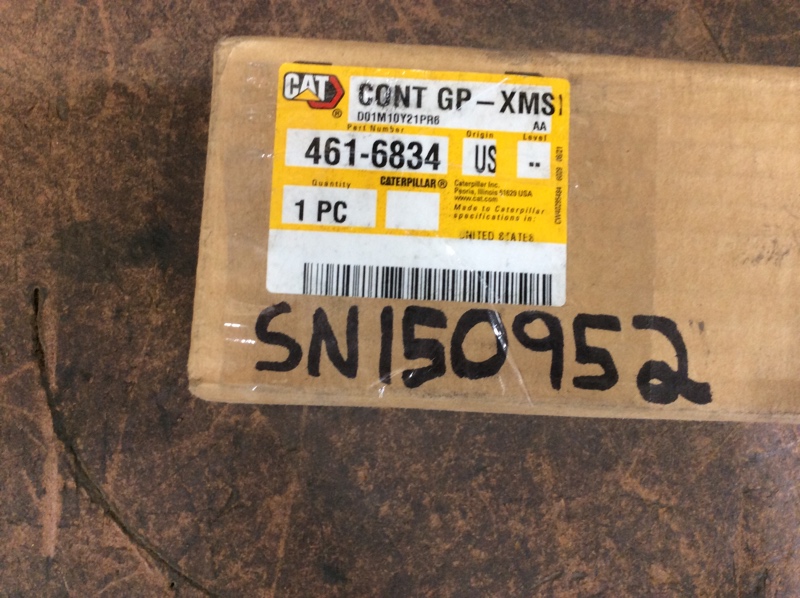 CAT®
CONT GP-XMSI
D01M10Y21PR6
AA
Part Number
Origin
Level
461-6834
US
--
Quantity
CATERPILLAR®
1 PC
Caterpillar Inc.
Peoria, Illinois 61629 USA
www.cat.com
Made to Caterpillar
specifications in:
UNITED STATES
SN150952